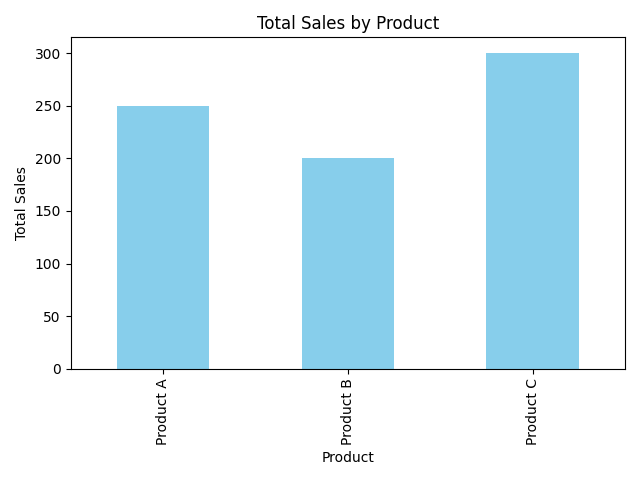 Total Sales by Product
300
250
200
150
100
50
0
Total Sales
Product A
Product B
Product C
Product